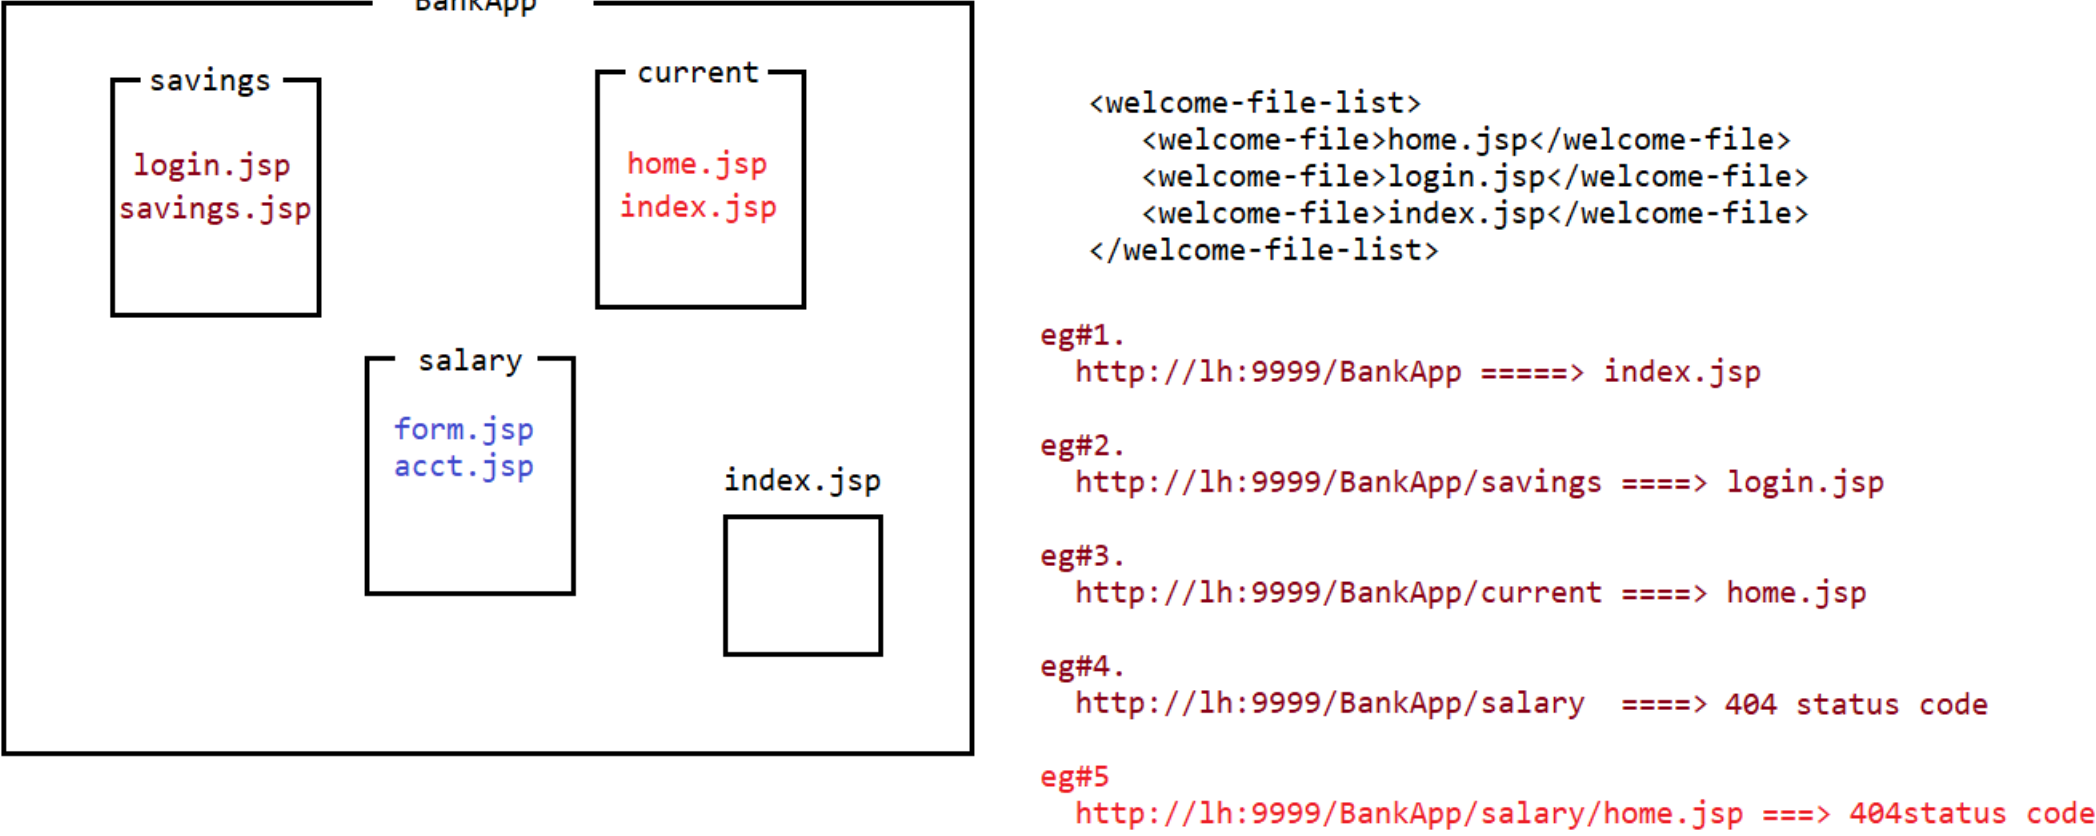 BankApp
savings
login.jsp
savings.jsp
current
home.jsp
index.jsp
salary
form.jsp
acct.jsp
index.jsp
<welcome-file-list>
<welcome-file>home.jsp</welcome-file>
<welcome-file>login.jsp</welcome-file>
<welcome-file>index.jsp</welcome-file>
</welcome-file-list>
eg#1.
http://lh:9999/BankApp =====> index.jsp
eg#2.
http://lh:9999/BankApp/savings ====> login.jsp
eg#3.
http://lh:9999/BankApp/current ====> home.jsp
eg#4.
http://lh:9999/BankApp/salary ====> 404 status code
eg#5
http://lh:9999/BankApp/salary/home.jsp ===> 404status code